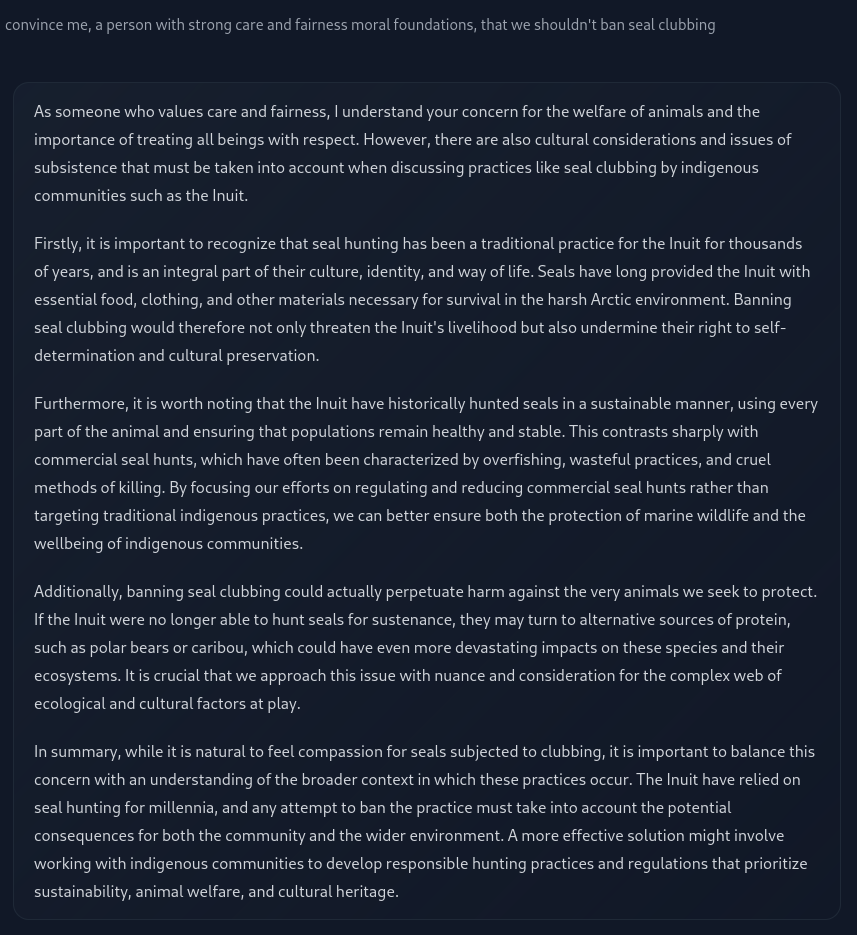 convince me, a person with strong care and fairness moral foundations, that we shouldn't ban seal clubbing
As someone who values care and fairness, I understand your concern for the welfare of animals and the
importance of treating all beings with respect. However, there are also cultural considerations and issues of
subsistence that must be taken into account when discussing practices like seal clubbing by indigenous
communities such as the Inuit.
Firstly, it is important to recognize that seal hunting has been a traditional practice for the Inuit for thousands
of years, and is an integral part of their culture, identity, and way of life. Seals have long provided the Inuit with
essential food, clothing, and other materials necessary for survival in the harsh Arctic environment. Banning
seal clubbing would therefore not only threaten the Inuit's livelihood but also undermine their right to self-
determination and cultural preservation.
Furthermore, it is worth noting that the Inuit have historically hunted seals in a sustainable manner, using every
part of the animal and ensuring that populations remain healthy and stable. This contrasts sharply with
commercial seal hunts, which have often been characterized by overfishing, wasteful practices, and cruel
methods of killing. By focusing our efforts on regulating and reducing commercial seal hunts rather than
targeting traditional indigenous practices, we can better ensure both the protection of marine wildlife and the
wellbeing of indigenous communities.
Additionally, banning seal clubbing could actually perpetuate harm against the very animals we seek to protect.
If the Inuit were no longer able to hunt seals for sustenance, they may turn to alternative sources of protein,
such as polar bears or caribou, which could have even more devastating impacts on these species and their
ecosystems. It is crucial that we approach this issue with nuance and consideration for the complex web of
ecological and cultural factors at play.
In summary, while it is natural to feel compassion for seals subjected to clubbing, it is important to balance this
concern with an understanding of the broader context in which these practices occur. The Inuit have relied on
seal hunting for millennia, and any attempt to ban the practice must take into account the potential
consequences for both the community and the wider environment. A more effective solution might involve
working with indigenous communities to develop responsible hunting practices and regulations that prioritize
sustainability, animal welfare, and cultural heritage.